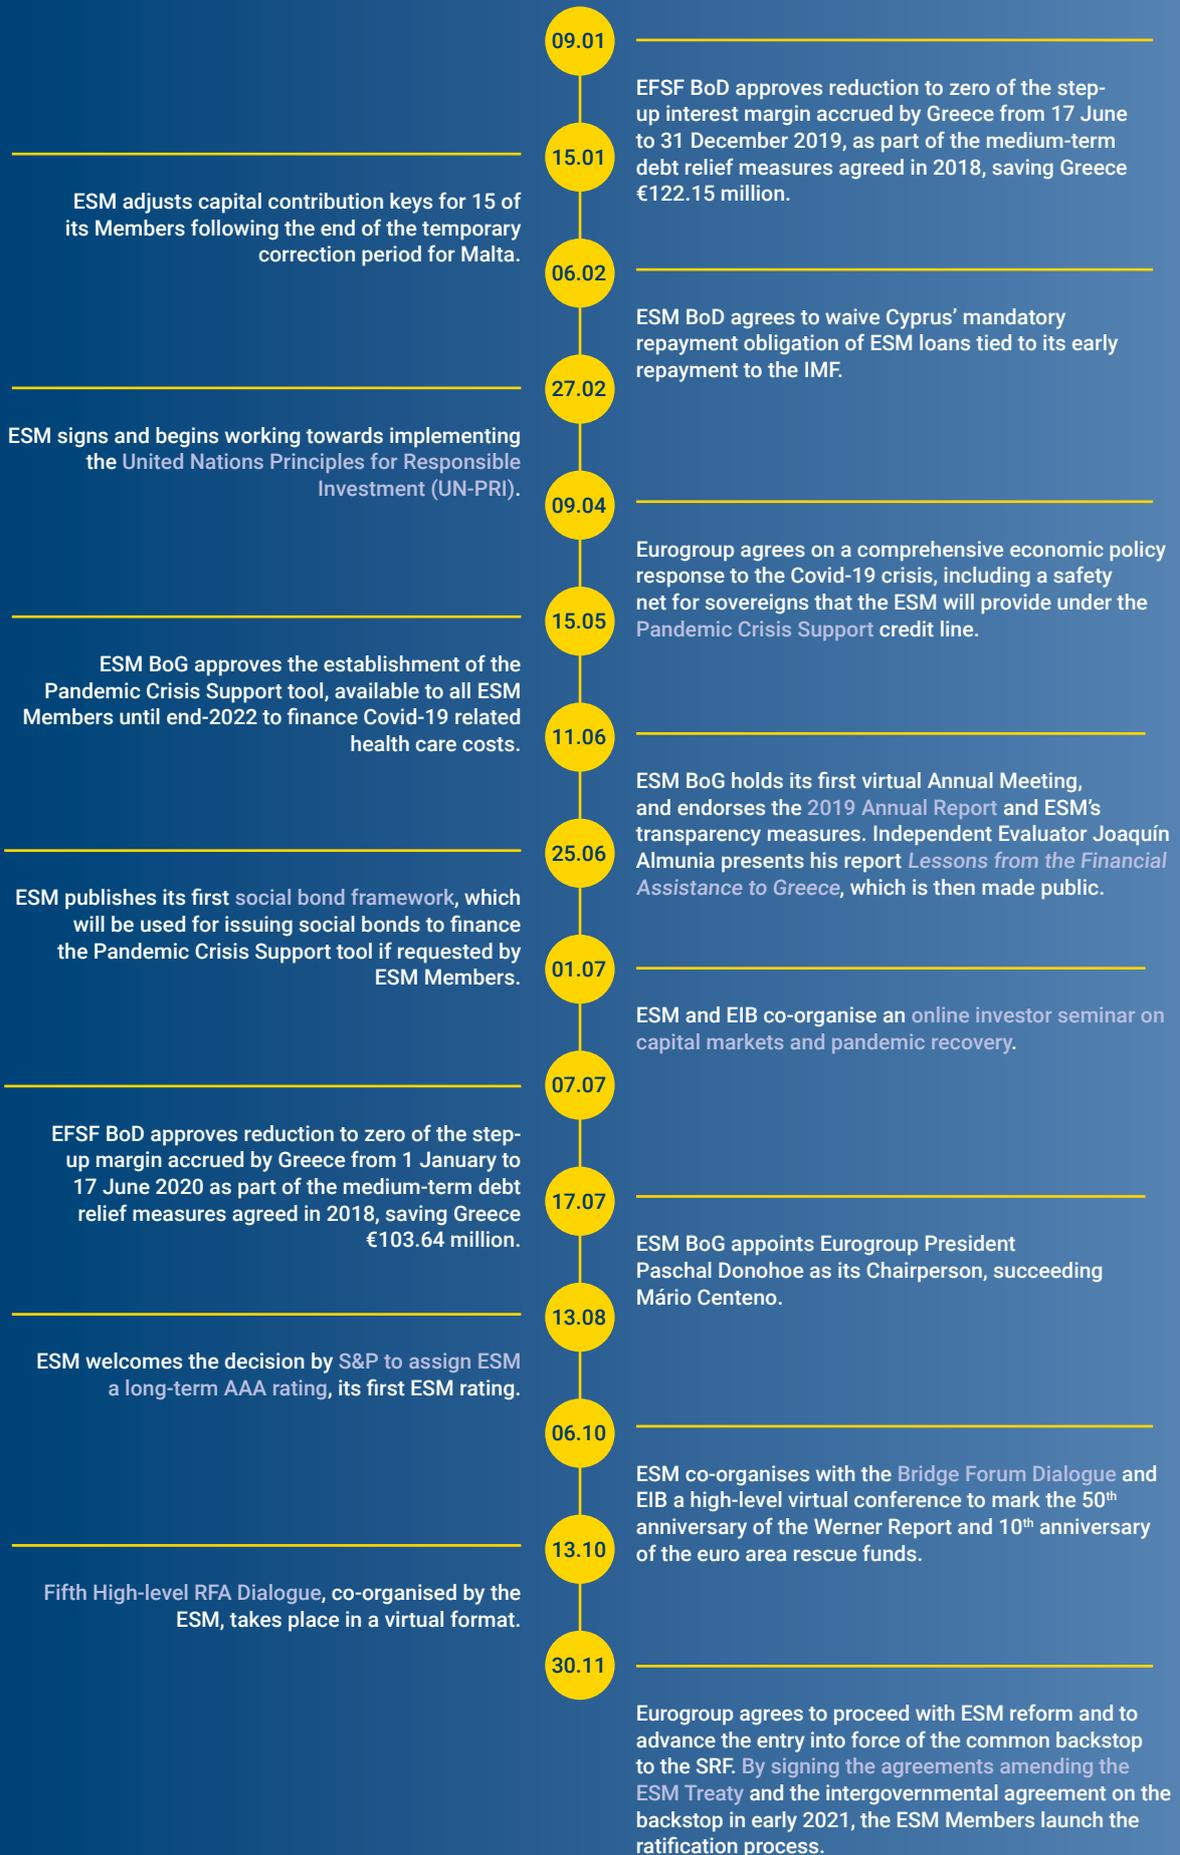 09.01
EFSF BoD approves reduction to zero of the step-
up interest margin accrued by Greece from 17 June
to 31 December 2019, as part of the medium-term
debt relief measures agreed in 2018, saving Greece
€122.15 million.
15.01
ESM adjusts capital contribution keys for 15 of
its Members following the end of the temporary
correction period for Malta.
06.02
ESM BoD agrees to waive Cyprus’ mandatory
repayment obligation of ESM loans tied to its early
repayment to the IMF.
27.02
ESM signs and begins working towards implementing
the United Nations Principles for Responsible
Investment (UN-PRI).
09.04
Eurogroup agrees on a comprehensive economic policy
response to the Covid-19 crisis, including a safety
net for sovereigns that the ESM will provide under the
Pandemic Crisis Support credit line.
15.05
ESM BoG approves the establishment of the
Pandemic Crisis Support tool, available to all ESM
Members until end-2022 to finance Covid-19 related
health care costs.
11.06
ESM BoG holds its first virtual Annual Meeting,
and endorses the 2019 Annual Report and ESM’s
transparency measures. Independent Evaluator Joaquín
Almunia presents his report Lessons from the Financial
Assistance to Greece, which is then made public.
25.06
ESM publishes its first social bond framework, which
will be used for issuing social bonds to finance
the Pandemic Crisis Support tool if requested by
ESM Members.
01.07
ESM and EIB co-organise an online investor seminar on
capital markets and pandemic recovery.
07.07
EFSF BoD approves reduction to zero of the step-
up margin accrued by Greece from 1 January to
17 June 2020 as part of the medium-term debt
relief measures agreed in 2018, saving Greece
€103.64 million.
17.07
ESM BoG appoints Eurogroup President
Paschal Donohoe as its Chairperson, succeeding
Mário Centeno.
13.08
ESM welcomes the decision by S&P to assign ESM
a long-term AAA rating, its first ESM rating.
06.10
ESM co-organises with the Bridge Forum Dialogue and
EIB a high-level virtual conference to mark the 50th
anniversary of the Werner Report and 10th anniversary
of the euro area rescue funds.
13.10
Fifth High-level RFA Dialogue, co-organised by the
ESM, takes place in a virtual format.
30.11
Eurogroup agrees to proceed with ESM reform and to
advance the entry into force of the common backstop
to the SRF. By signing the agreements amending the
ESM Treaty and the intergovernmental agreement on the
backstop in early 2021, the ESM Members launch the
ratification process.